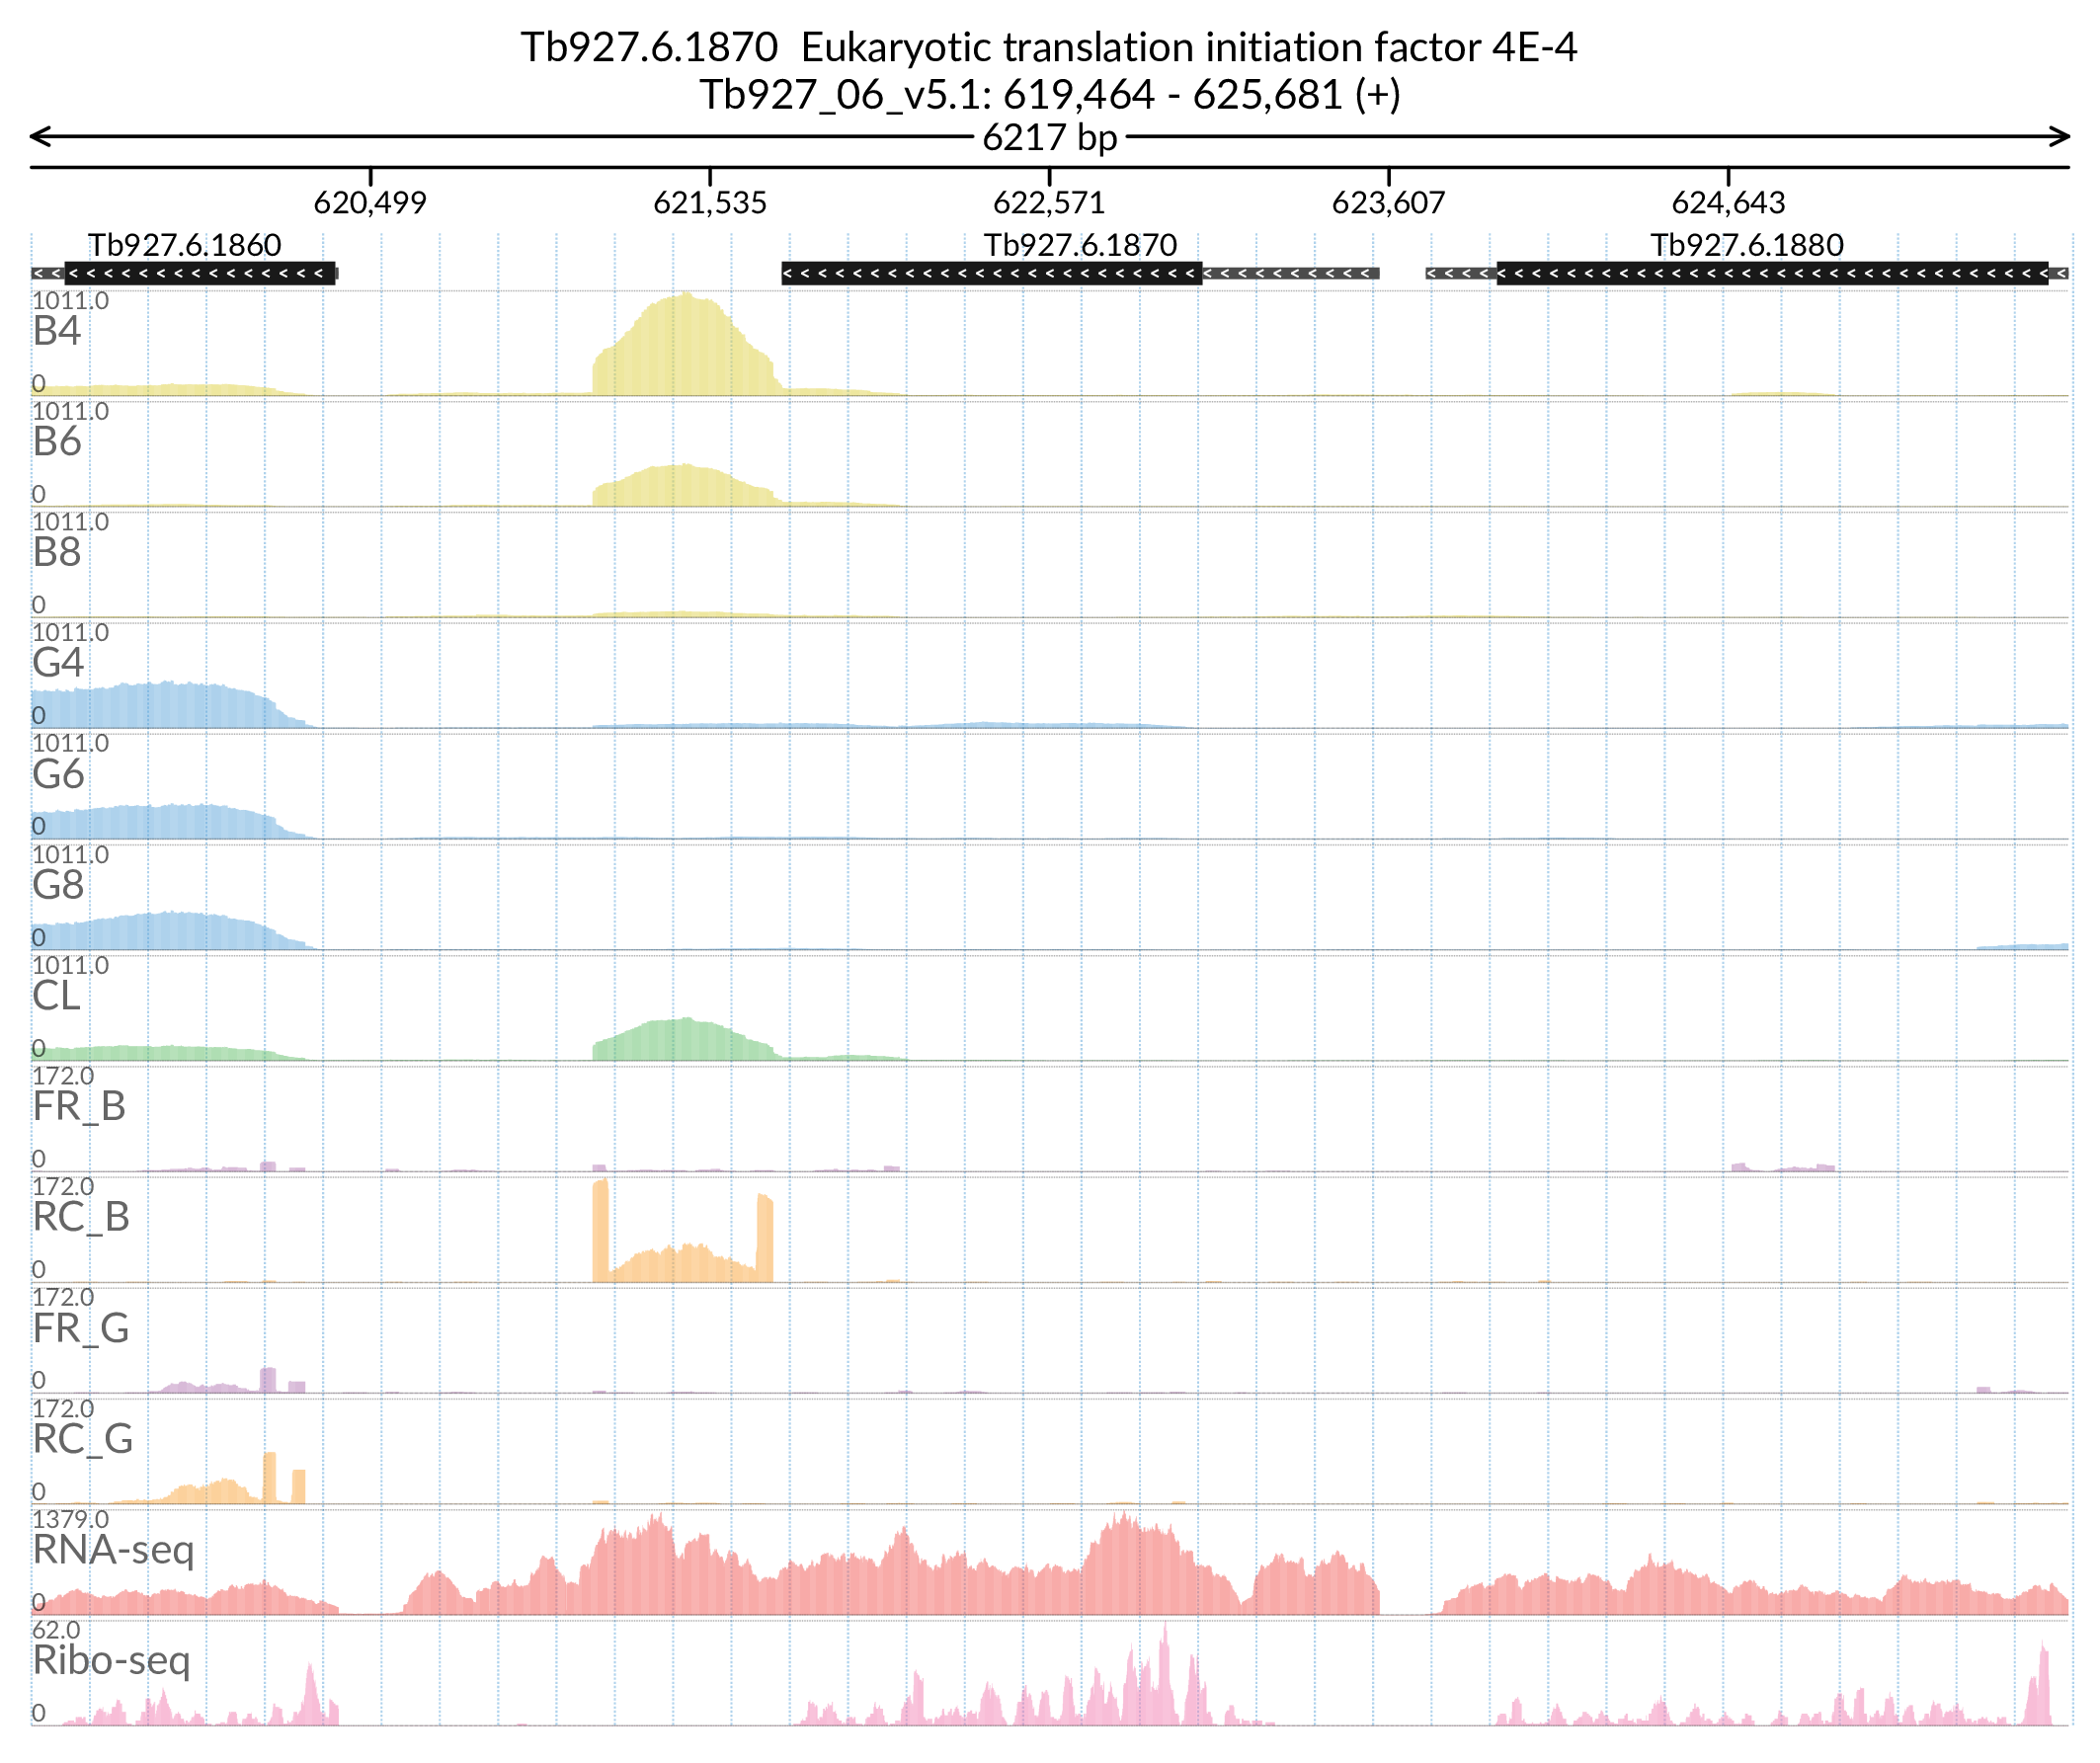 Tb927.6.1870 Eukaryotic translation initiation factor 4E-4
Tb927_06_v5.1: 619,464 - 625,681 (+)
6217 bp
620,499 621,535 622,571 623,607 624,643
Tb927.6.1860 Tb927.6.1870 Tb927.6.1880
1011.0
B4
0
1011.0
B6
0
1011.0
B8
0
1011.0
G4
0
1011.0
G6
0
1011.0
G8
0
1011.0
CL
0
172.0
FR_B
0
172.0
RC_B
0
172.0
FR_G
0
172.0
RC_G
0
1379.0
RNA-seq
0
62.0
Ribo-seq
0